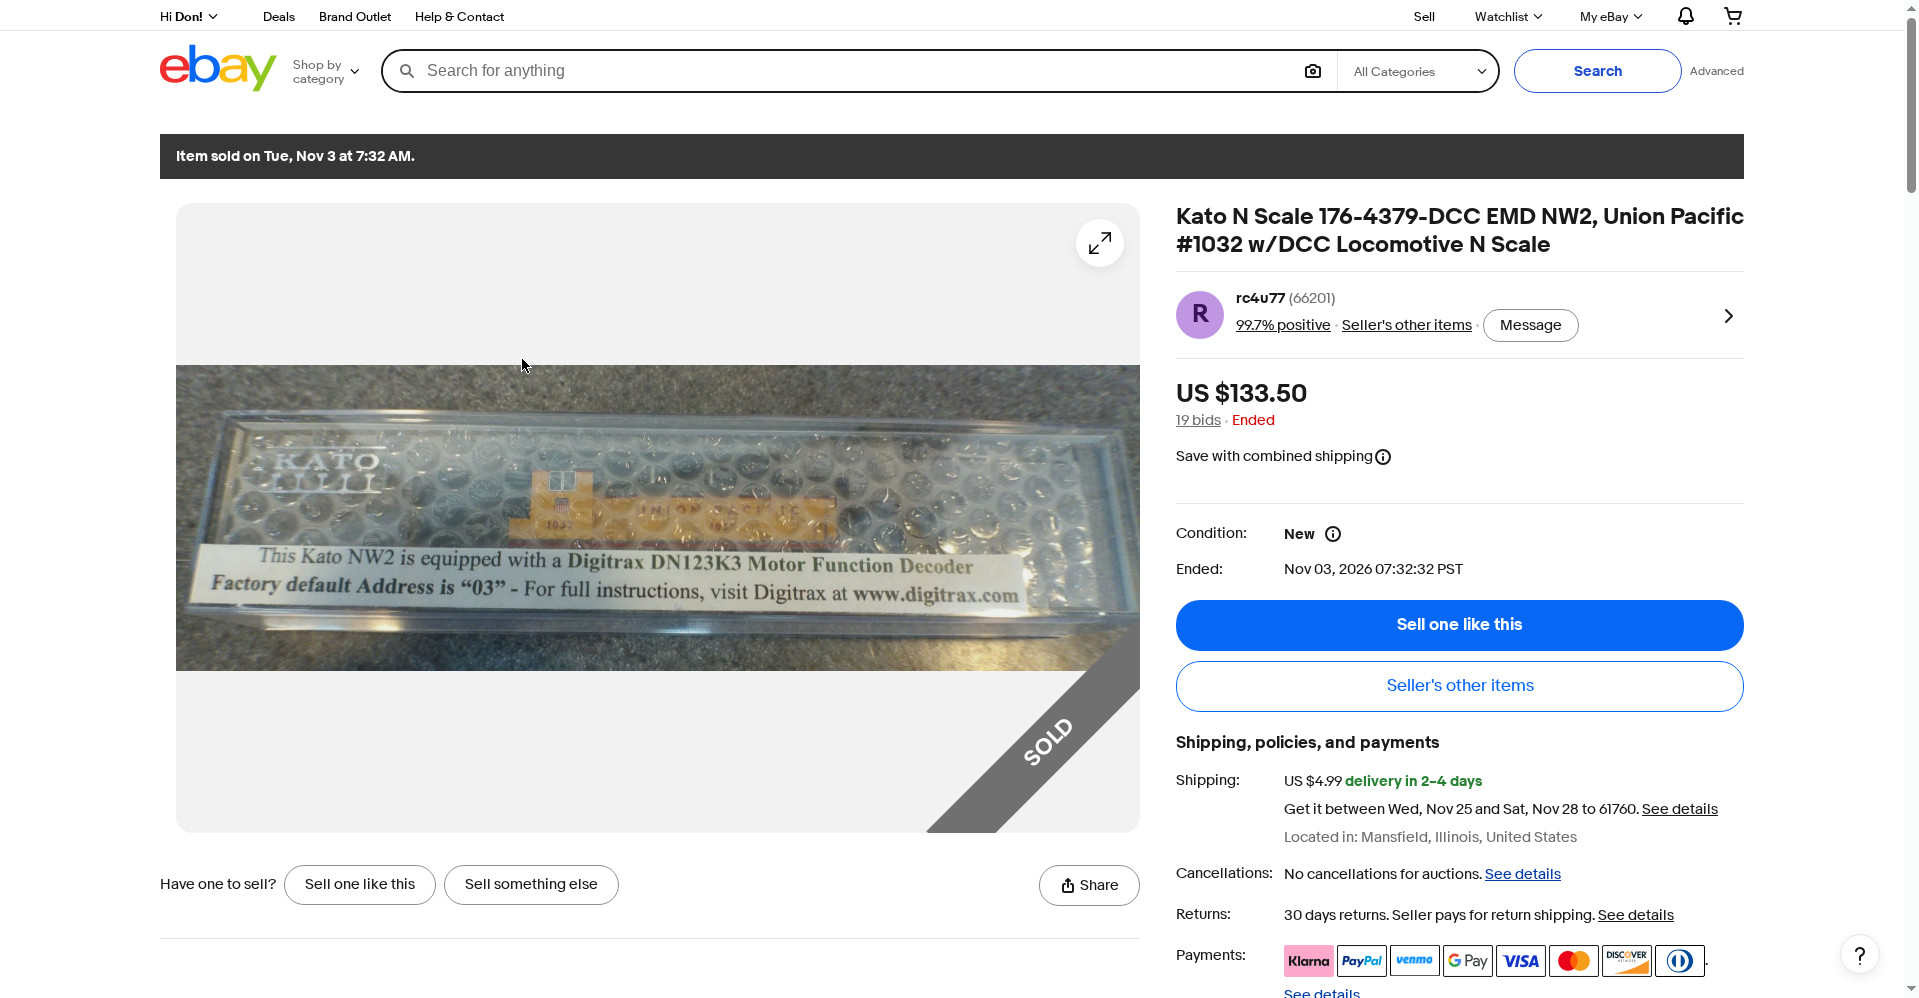 Hi Don!
Deals
Brand Outlet
Help & Contact
Sell
Watchlist
My eBay
ebay
Shop by category
Search for anything
All Categories
Search
Advanced
Item sold on Tue, Nov 3 at 7:32 AM.
KATO
UNION PACIFIC
1032
This Kato NW2 is equipped with a Digitrax DN123K3 Motor Function Decoder
Factory default Address is “03” - For full instructions, visit Digitrax at www.digitrax.com
SOLD
Have one to sell?
Sell one like this
Sell something else
Share
Kato N Scale 176-4379-DCC EMD NW2, Union Pacific
#1032 w/DCC Locomotive N Scale
R
rc4u77 (66201)
99.7% positive · Seller's other items · Message
US $133.50
19 bids · Ended
Save with combined shipping
Condition: New
Ended: Nov 03, 2026 07:32:32 PST
Sell one like this
Seller's other items
Shipping, policies, and payments
Shipping: US $4.99 delivery in 2–4 days
Get it between Wed, Nov 25 and Sat, Nov 28 to 61760. See details
Located in: Mansfield, Illinois, United States
Cancellations: No cancellations for auctions. See details
Returns: 30 days returns. Seller pays for return shipping. See details
Payments: Klarna PayPal venmo G Pay VISA DISCOVER
See details
?